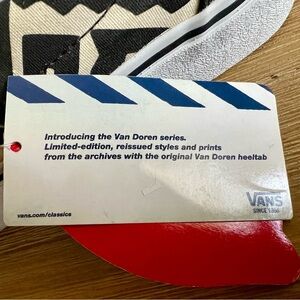 Introducing the Van Doren series.
Limited-edition, reissued styles and prints
from the archives with the original Van Doren heeltab
VANS
SINCE 1966
vans.com/classics